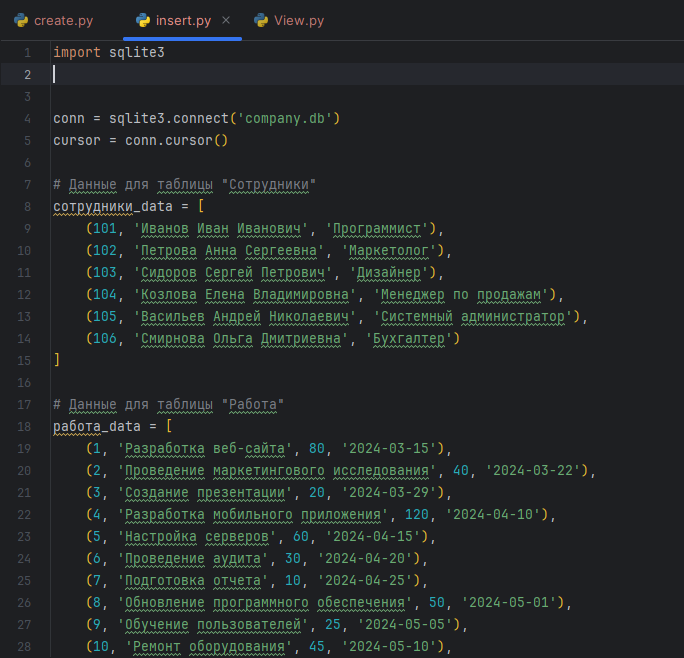 create.py insert.py × View.py
1 import sqlite3
2
3
4 conn = sqlite3.connect('company.db')
5 cursor = conn.cursor()
6
7 # Данные для таблицы "Сотрудники"
8 сотрудники_data = [
9 (101, 'Иванов Иван Иванович', 'Программист'),
10 (102, 'Петрова Анна Сергеевна', 'Маркетолог'),
11 (103, 'Сидоров Сергей Петрович', 'Дизайнер'),
12 (104, 'Козлова Елена Владимировна', 'Менеджер по продажам'),
13 (105, 'Васильев Андрей Николаевич', 'Системный администратор'),
14 (106, 'Смирнова Ольга Дмитриевна', 'Бухгалтер')
15 ]
16
17 # Данные для таблицы "Работа"
18 работа_data = [
19 (1, 'Разработка веб-сайта', 80, '2024-03-15'),
20 (2, 'Проведение маркетингового исследования', 40, '2024-03-22'),
21 (3, 'Создание презентации', 20, '2024-03-29'),
22 (4, 'Разработка мобильного приложения', 120, '2024-04-10'),
23 (5, 'Настройка серверов', 60, '2024-04-15'),
24 (6, 'Проведение аудита', 30, '2024-04-20'),
25 (7, 'Подготовка отчета', 10, '2024-04-25'),
26 (8, 'Обновление программного обеспечения', 50, '2024-05-01'),
27 (9, 'Обучение пользователей', 25, '2024-05-05'),
28 (10, 'Ремонт оборудования', 45, '2024-05-10'),